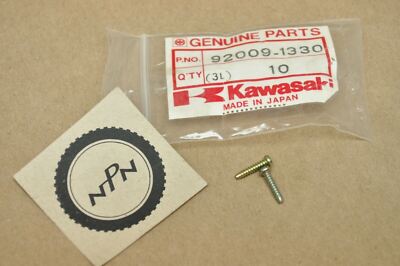 GENUINE PARTS
P.NO. 92009-1330
Q'TY (3L) 10
Kawasaki
MADE IN JAPAN
NPN